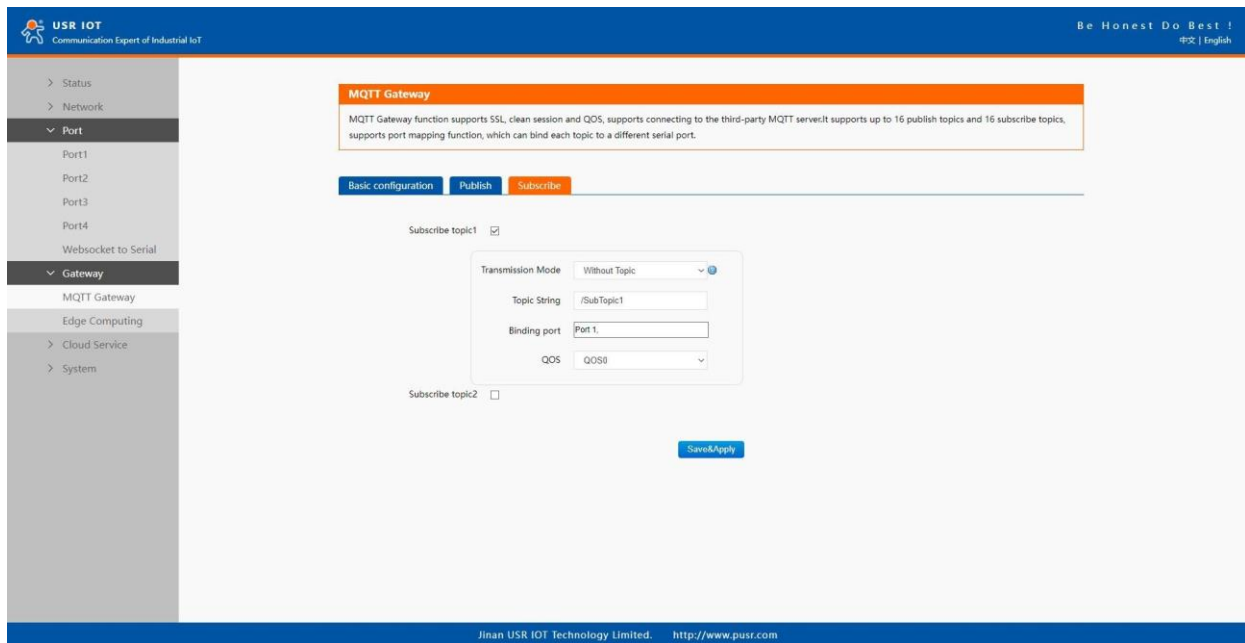 USR IOT
Communication Expert of Industrial IoT
Be Honest Do Best !
中文 | English
Status
Network
Port
Port1
Port2
Port3
Port4
Websocket to Serial
Gateway
MQTT Gateway
Edge Computing
Cloud Service
System
MQTT Gateway
MQTT Gateway function supports SSL, clean session and QOS, supports connecting to the third-party MQTT server.It supports up to 16 publish topics and 16 subscribe topics,
supports port mapping function, which can bind each topic to a different serial port.
Basic configuration Publish Subscribe
Subscribe topic1
Transmission Mode Without Topic
Topic String /SubTopic1
Binding port Port 1,
QOS QOS0
Subscribe topic2
Save&Apply
Jinan USR IOT Technology Limited. http://www.pusr.com